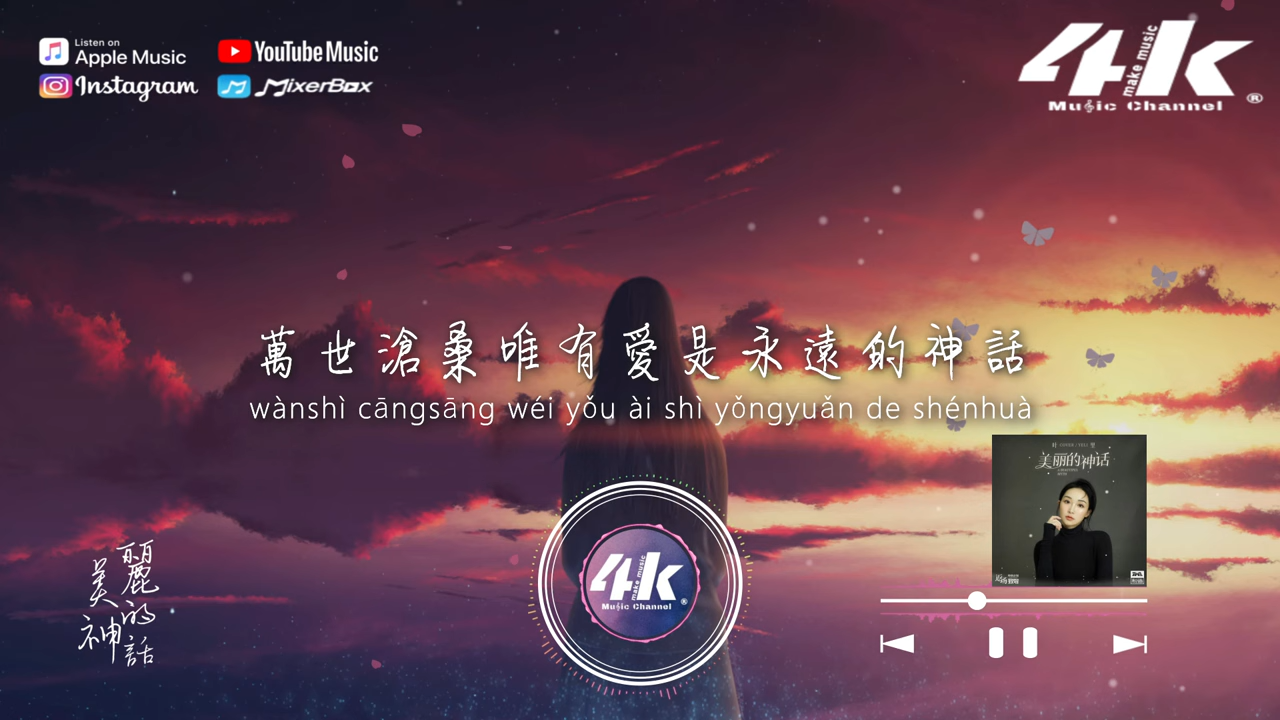 Listen on
Apple Music
YouTube Music
Instagram
MixerBox
4k
make music
Music Channel
®
萬世滄桑唯有愛是永遠的神話
wànshì cāngsāng wéi yǒu ài shì yǒngyuǎn de shénhuà
美丽的神话
4k
make music
Music Channel
®
美麗的神話